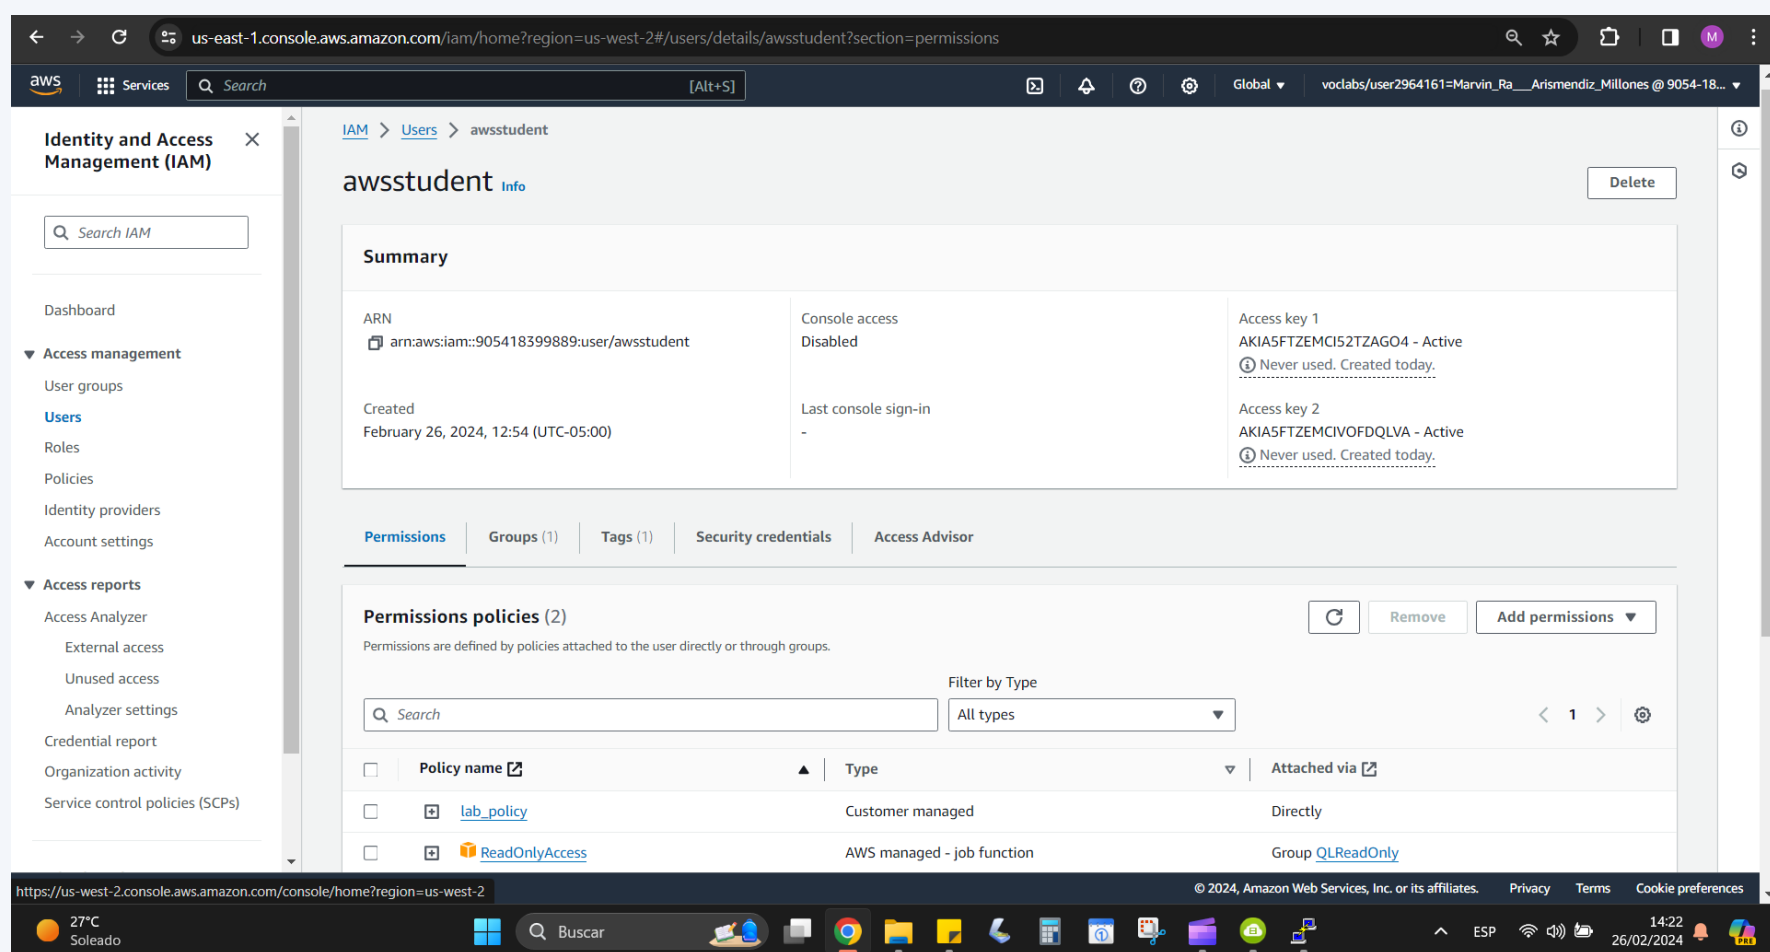 us-east-1.console.aws.amazon.com/iam/home?region=us-west-2#/users/details/awsstudent?section=permissions
M
aws
Services
Search
[Alt+S]
Global
voclabs/user2964161=Marvin_Ra___Arismendiz_Millones @ 9054-18...
Identity and Access Management (IAM)
Search IAM
Dashboard
Access management
User groups
Users
Roles
Policies
Identity providers
Account settings
Access reports
Access Analyzer
External access
Unused access
Analyzer settings
Credential report
Organization activity
Service control policies (SCPs)
IAM > Users > awsstudent
awsstudent Info
Delete
Summary
ARN
arn:aws:iam::905418399889:user/awsstudent
Console access
Disabled
Access key 1
AKIA5FTZEMCI52TZAGO4 - Active
Never used. Created today.
Created
February 26, 2024, 12:54 (UTC-05:00)
Last console sign-in
-
Access key 2
AKIA5FTZEMCIVOFDQLVA - Active
Never used. Created today.
Permissions
Groups (1)
Tags (1)
Security credentials
Access Advisor
Permissions policies (2)
Permissions are defined by policies attached to the user directly or through groups.
Remove
Add permissions
Filter by Type
Search
All types
1
Policy name
Type
Attached via
lab_policy
Customer managed
Directly
ReadOnlyAccess
AWS managed - job function
Group QLReadOnly
https://us-west-2.console.aws.amazon.com/console/home?region=us-west-2
© 2024, Amazon Web Services, Inc. or its affiliates.
Privacy
Terms
Cookie preferences
27°C
Soleado
Buscar
ESP
14:22
26/02/2024
PRE